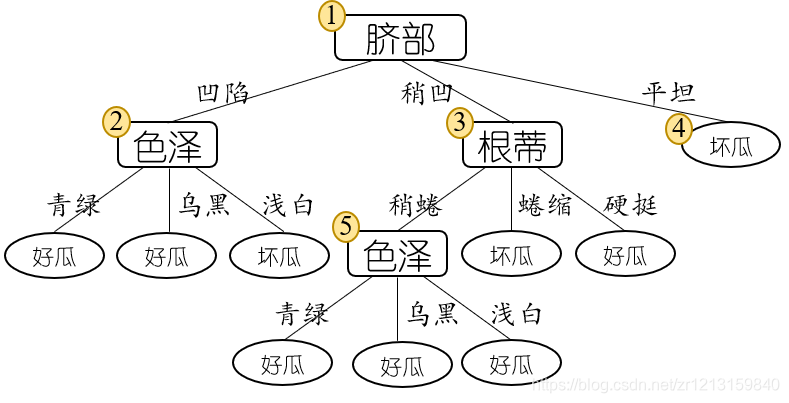 1
脐部
凹陷
稍凹
平坦
2
色泽
3
根蒂
4
坏瓜
青绿
乌黑
浅白
稍蜷
蜷缩
硬挺
好瓜
好瓜
坏瓜
5
色泽
坏瓜
好瓜
青绿
乌黑
浅白
好瓜
好瓜
好瓜
https://blog.csdn.net/zr1213159840